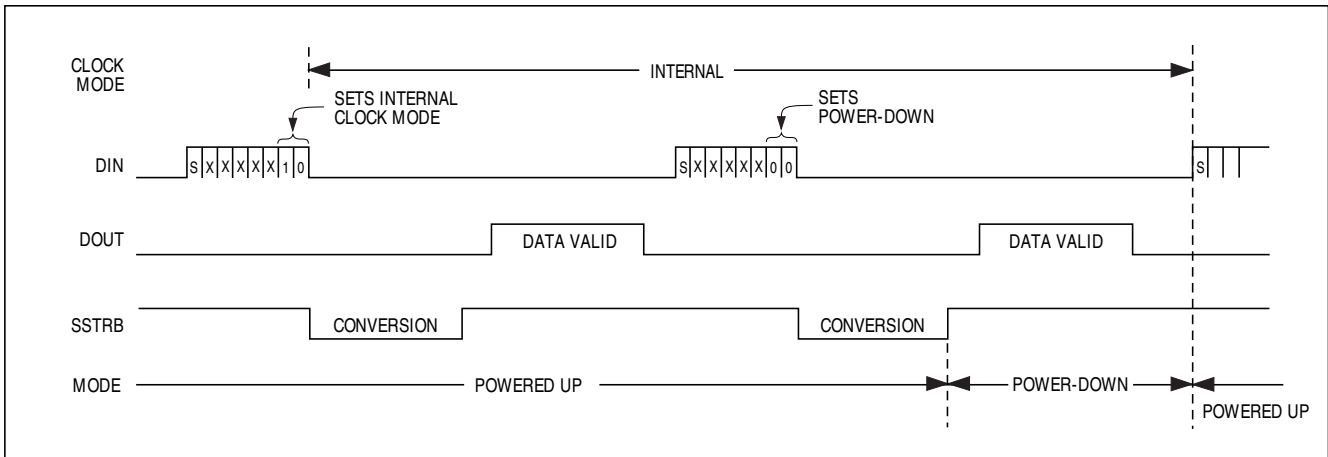 CLOCK
MODE
INTERNAL
SETS INTERNAL
CLOCK MODE
SETS
POWER-DOWN
DIN
S X X X X X 1 0
S X X X X X 0 0
S
DOUT
DATA VALID
DATA VALID
SSTRB
CONVERSION
CONVERSION
MODE
POWERED UP
POWER-DOWN
POWERED UP